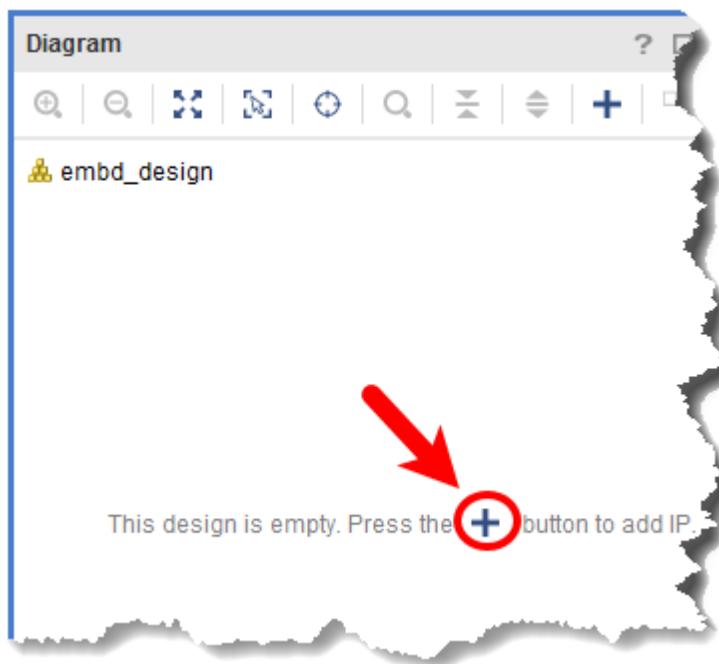 Diagram
?
embd_design
This design is empty. Press the + button to add IP.